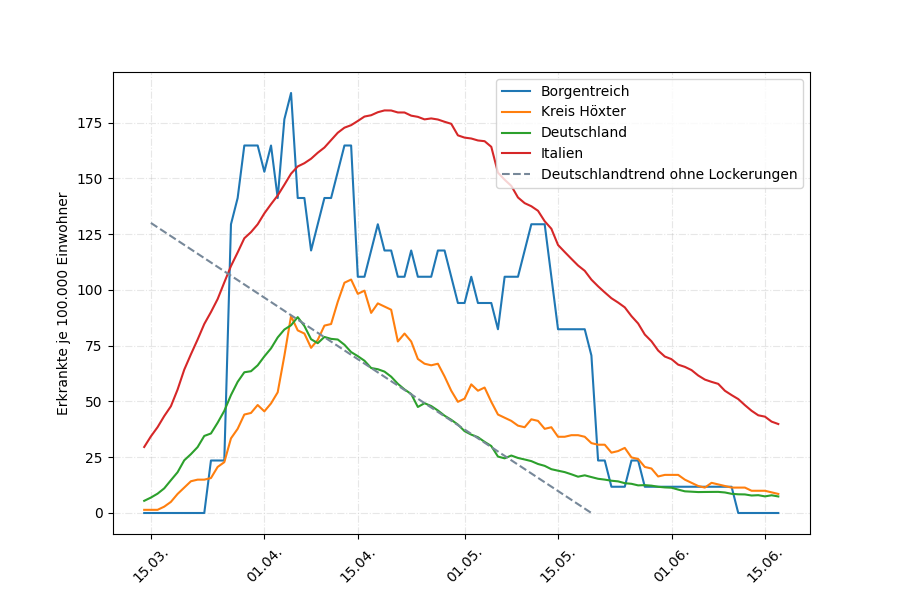 Borgentreich
Kreis Höxter
Deutschland
Italien
Deutschlandtrend ohne Lockerungen
Erkrankte je 100.000 Einwohner
175
150
125
100
75
50
25
0
15.03.
01.04.
15.04.
01.05.
15.05.
01.06.
15.06.